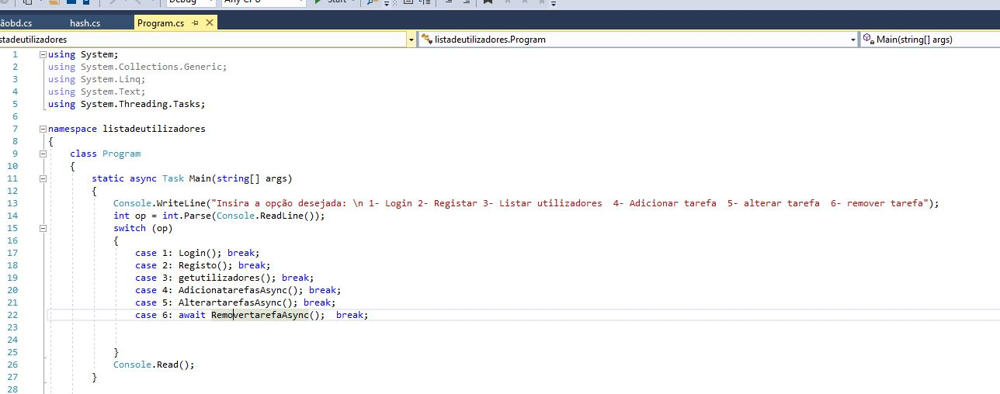 Debug Any CPU Start
ãobd.cs hash.cs Program.cs
stadeutilizadores listadeutilizadores.Program Main(string[] args)
1 using System;
2 using System.Collections.Generic;
3 using System.Linq;
4 using System.Text;
5 using System.Threading.Tasks;
6
7 namespace listadeutilizadores
8 {
9 class Program
10 {
11 static async Task Main(string[] args)
12 {
13 Console.WriteLine("Insira a opção desejada: \n 1- Login 2- Registar 3- Listar utilizadores  4- Adicionar tarefa  5- alterar tarefa  6- remover tarefa");
14 int op = int.Parse(Console.ReadLine());
15 switch (op)
16 {
17 case 1: Login(); break;
18 case 2: Registo(); break;
19 case 3: getutilizadores(); break;
20 case 4: AdicionatarefasAsync(); break;
21 case 5: AlterartarefasAsync(); break;
22 case 6: await RemovertarefaAsync();  break;
23
24
25 }
26 Console.Read();
27 }
28